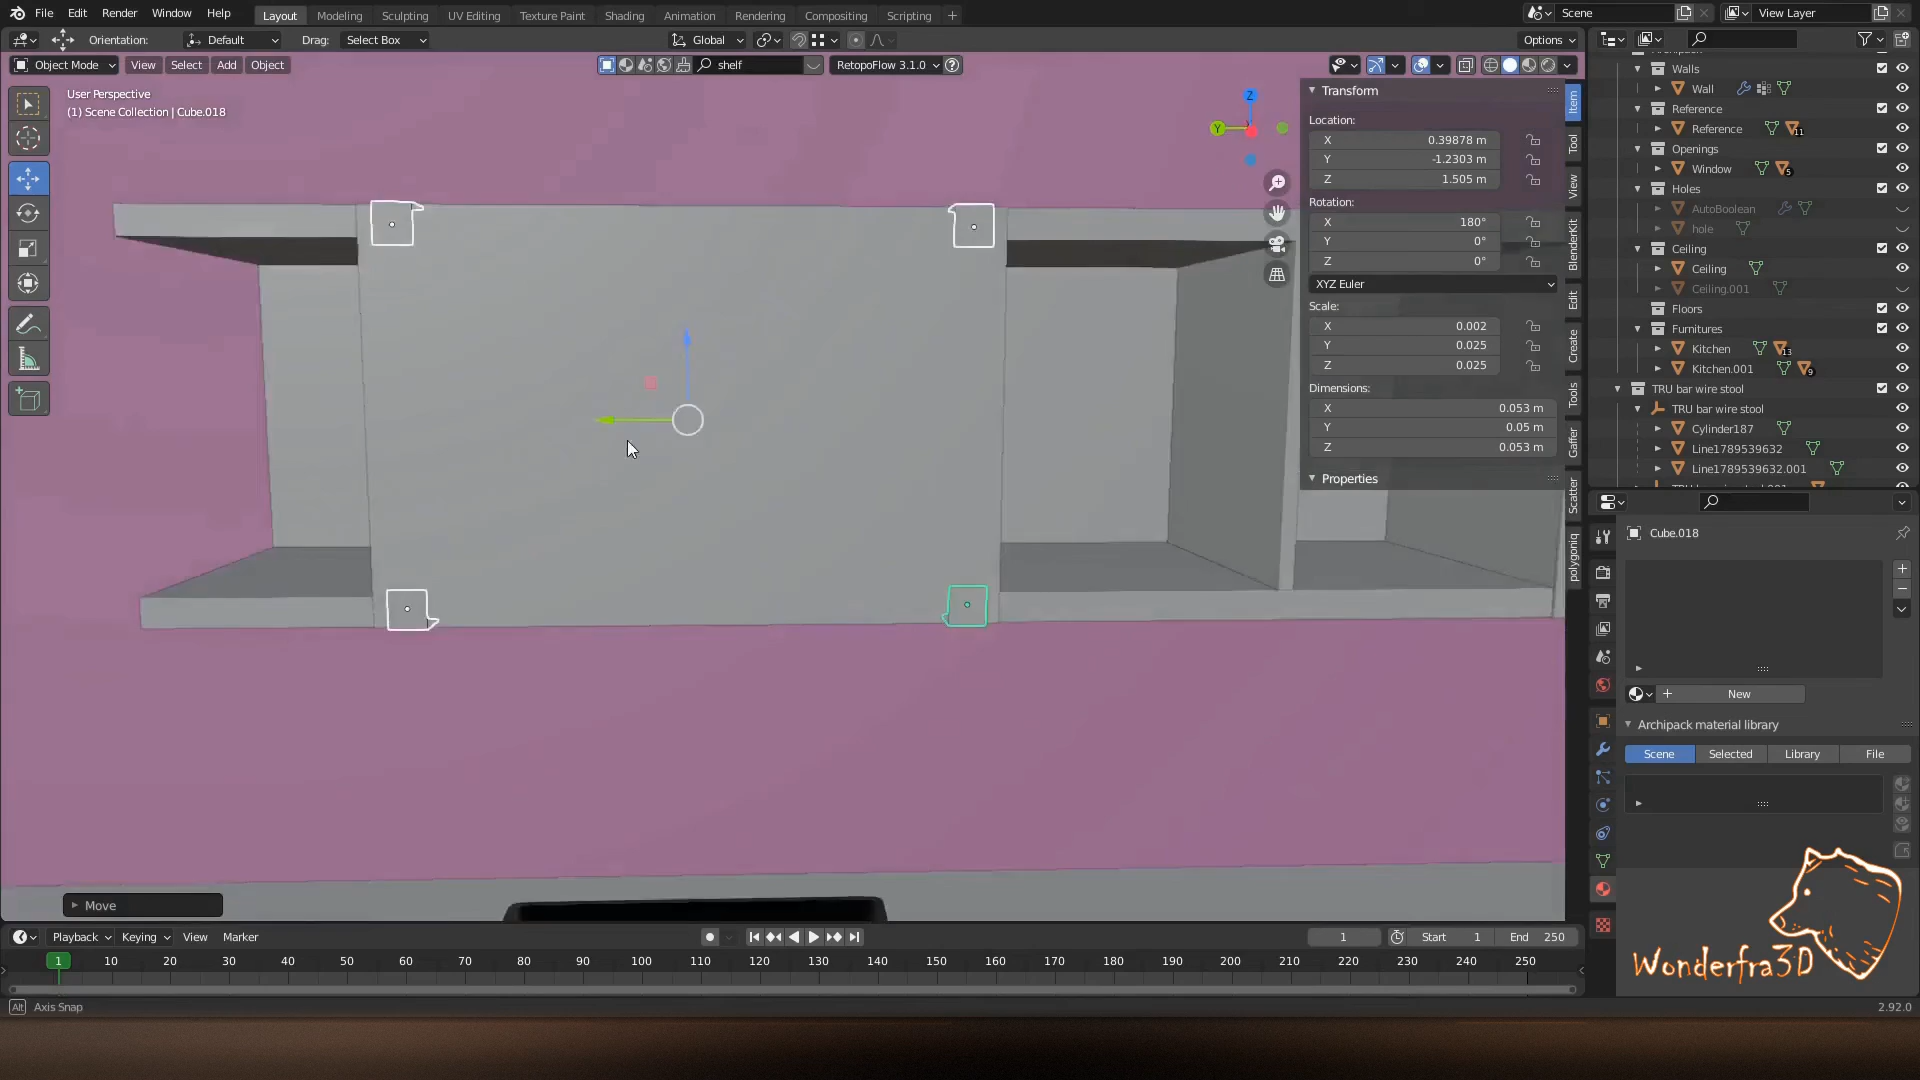 File Edit Render Window Help Layout Modeling Sculpting UV Editing Texture Paint Shading Animation Rendering Compositing Scripting + Scene View Layer
Orientation: Default Drag: Select Box Global Options
Object Mode View Select Add Object shelf RetopoFlow 3.1.0
User Perspective
(1) Scene Collection | Cube.018
Z
Y
Transform
Location:
X 0.39878 m
Y -1.2303 m
Z 1.505 m
Rotation:
X 180°
Y 0°
Z 0°
XYZ Euler
Scale:
X 0.002
Y 0.025
Z 0.025
Dimensions:
X 0.053 m
Y 0.05 m
Z 0.053 m
Properties
Item
Tool
View
BlenderKit
Edit
Create
Tools
Gaffer
Scatter
polygoniq
Walls
Wall
Reference
Reference 11
Openings
Window 5
Holes
AutoBoolean
hole
Ceiling
Ceiling
Ceiling.001
Floors
Furnitures
Kitchen 13
Kitchen.001 9
TRU bar wire stool
TRU bar wire stool
Cylinder187
Line1789539632
Line1789539632.001
Cube.018
New
Archipack material library
Scene Selected Library File
Wonderfra3D
Move
Playback Keying View Marker 1 Start 1 End 250
1 10 20 30 40 50 60 70 80 90 100 110 120 130 140 150 160 170 180 190 200 210 220 230 240 250
Alt Axis Snap 2.92.0